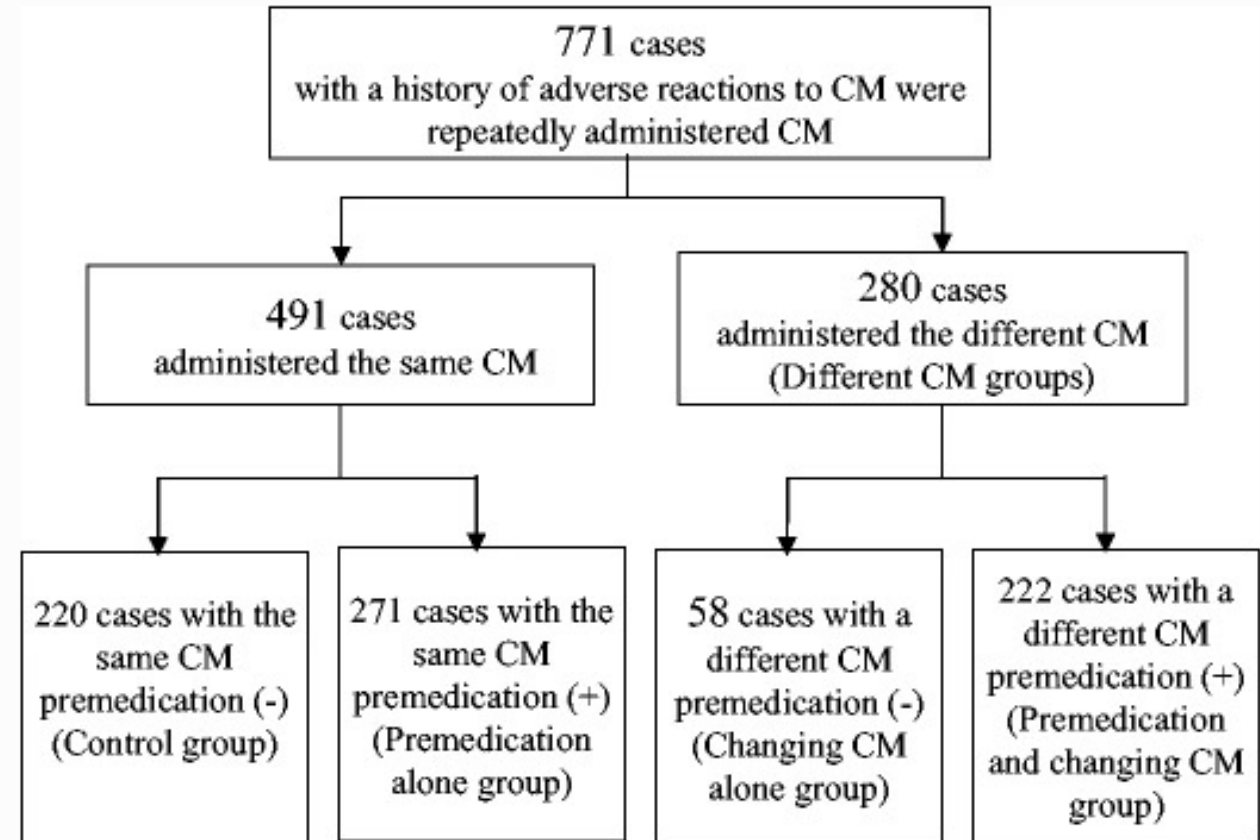 771 cases
with a history of adverse reactions to CM were
repeatedly administered CM
491 cases
administered the same CM
280 cases
administered the different CM
(Different CM groups)
220 cases with the
same CM
premedication (-)
(Control group)
271 cases with the
same CM
premedication (+)
(Premedication
alone group)
58 cases with a
different CM
premedication (-)
(Changing CM
alone group)
222 cases with a
different CM
premedication (+)
(Premedication
and changing CM
group)